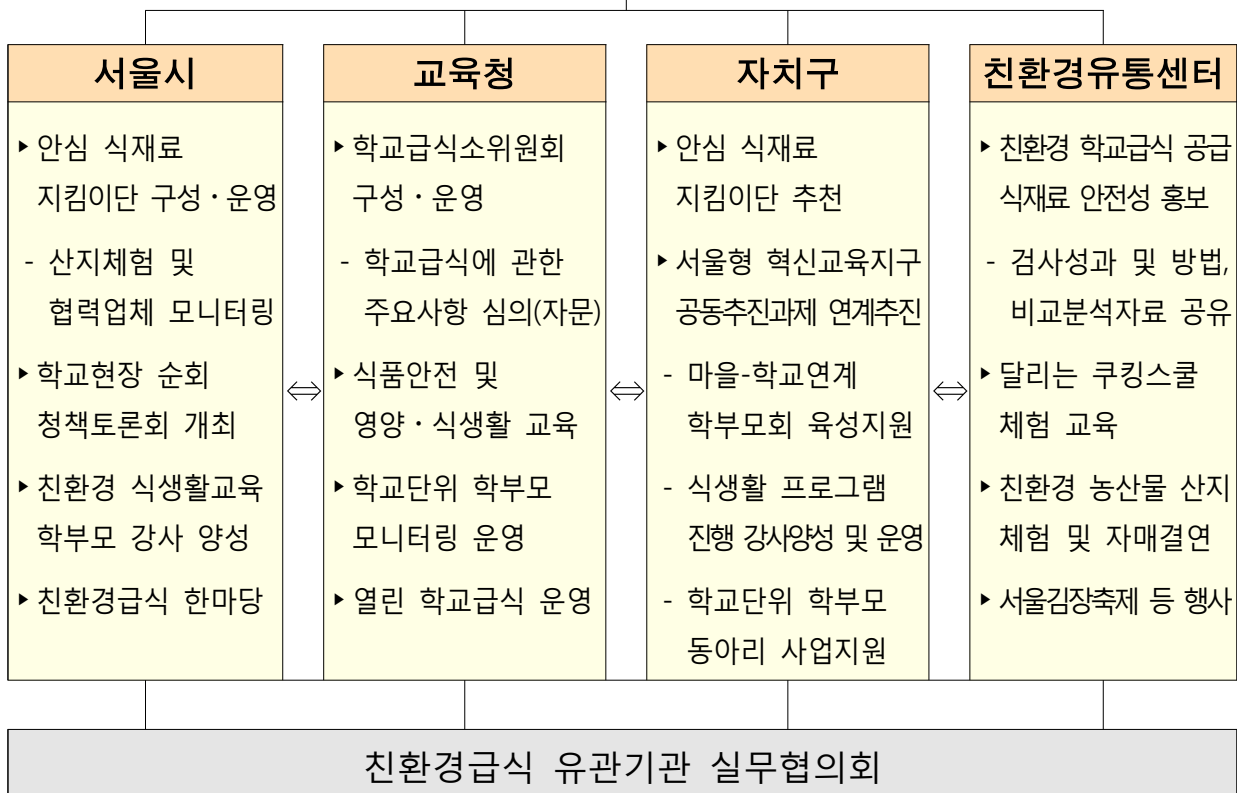 서울시
▸안심 식재료
지킴이단 구성·운영
- 산지체험 및
협력업체 모니터링
▸학교현장 순회
청책토론회 개최
▸친환경 식생활교육
학부모 강사 양성
▸친환경급식 한마당
⇔
교육청
▸학교급식소위원회
구성·운영
- 학교급식에 관한
주요사항 심의(자문)
▸식품안전 및
영양·식생활 교육
▸학교단위 학부모
모니터링 운영
▸열린 학교급식 운영
⇔
자치구
▸안심 식재료
지킴이단 추천
▸서울형 혁신교육지구
공동추진과제 연계추진
- 마을-학교연계
학부모회 육성지원
- 식생활 프로그램
진행 강사양성 및 운영
- 학교단위 학부모
동아리 사업지원
⇔
친환경유통센터
▸친환경 학교급식 공급
식재료 안전성 홍보
- 검사성과 및 방법,
비교분석자료 공유
▸달리는 쿠킹스쿨
체험 교육
▸친환경 농산물 산지
체험 및 자매결연
▸서울김장축제 등 행사
친환경급식 유관기관 실무협의회